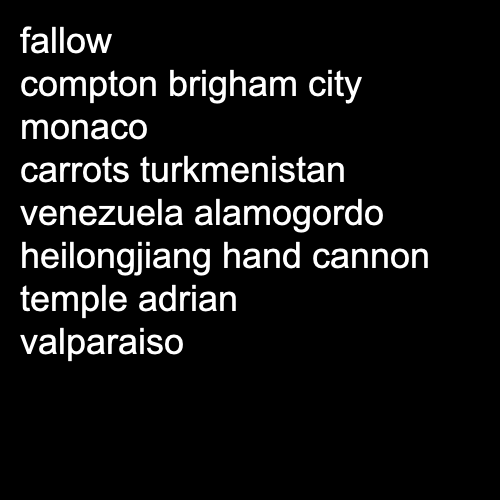 fallow
compton brigham city
monaco
carrots turkmenistan
venezuela alamogordo
heilongjiang hand cannon
temple adrian
valparaiso